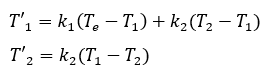 T′₁ = k₁(Tₑ − T₁) + k₂(T₂ − T₁)
T′₂ = k₂(T₁ − T₂)